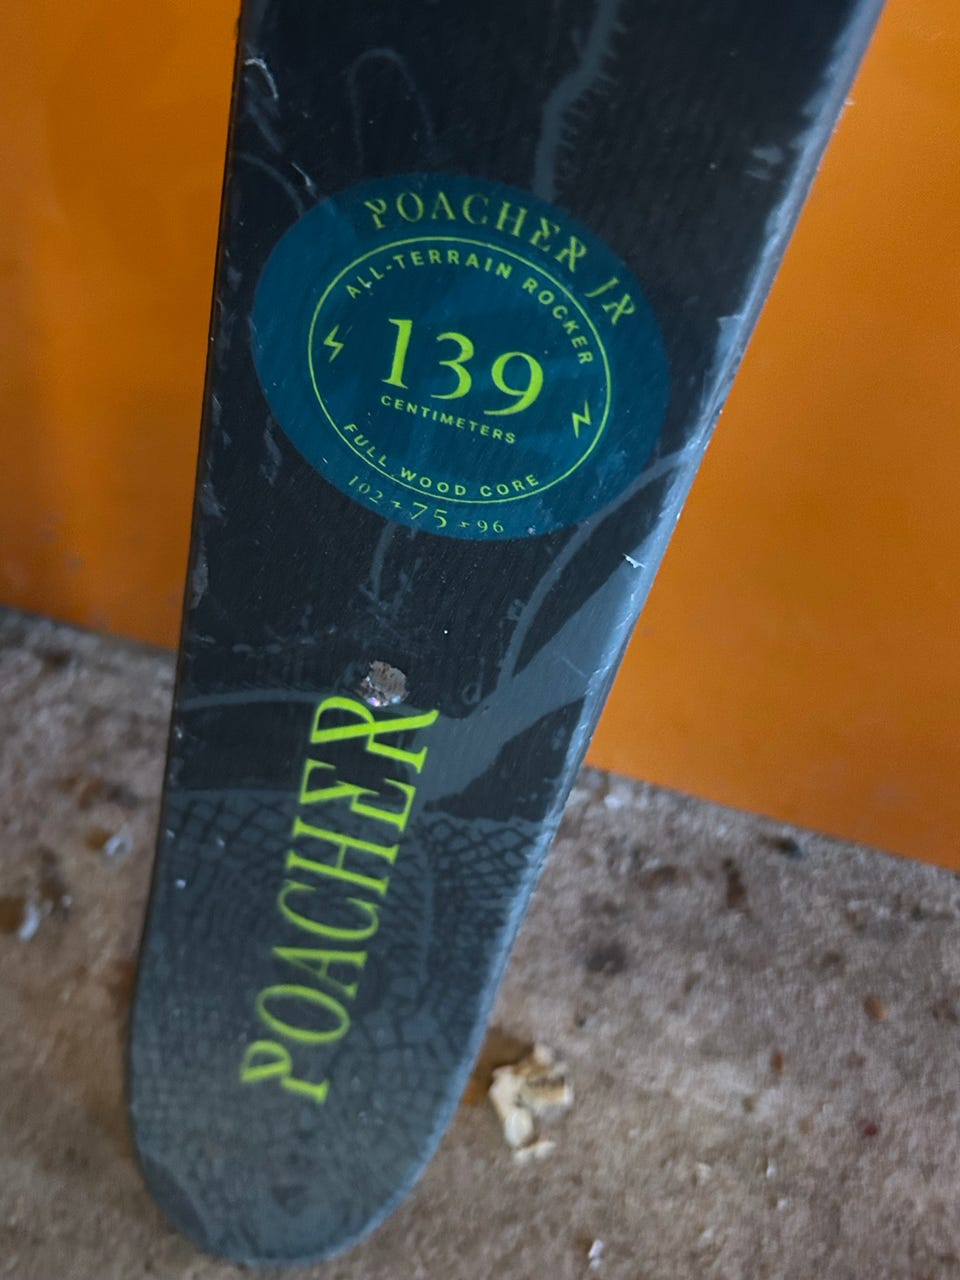 POACHER JR
ALL-TERRAIN ROCKER
139
CENTIMETERS
FULL WOOD CORE
102 - 75 - 96
POACHER